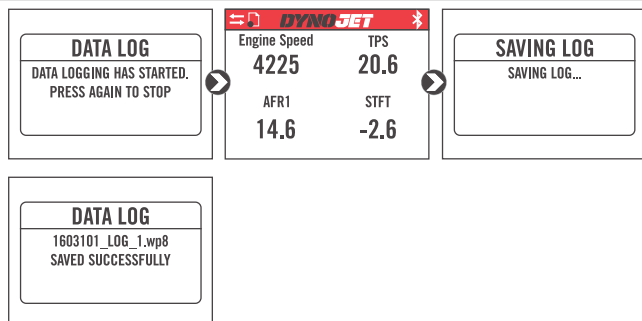 DATA LOG
DATA LOGGING HAS STARTED.
PRESS AGAIN TO STOP
DYNOJET
Engine Speed TPS
4225 20.6
AFR1 STFT
14.6 -2.6
SAVING LOG
SAVING LOG...
DATA LOG
1603101_LOG_1.wp8
SAVED SUCCESSFULLY